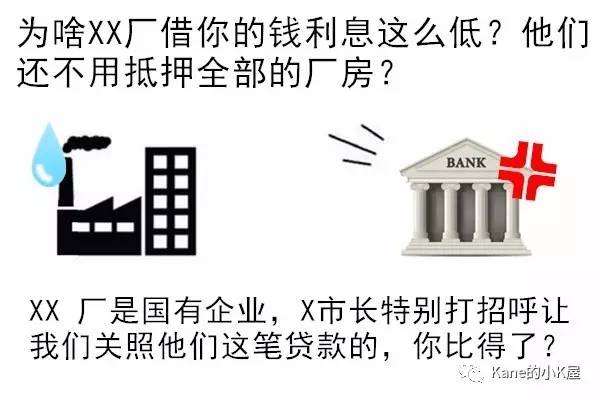 为啥XX厂借你的钱利息这么低？他们
还不用抵押全部的厂房？
BANK
XX 厂是国有企业，X市长特别打招呼让
我们关照他们这笔贷款的，你比得了？
Kane的小K屋